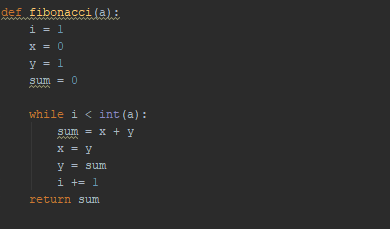 def fibonacci(a):
    i = 1
    x = 0
    y = 1
    sum = 0

    while i < int(a):
        sum = x + y
        x = y
        y = sum
        i += 1
    return sum